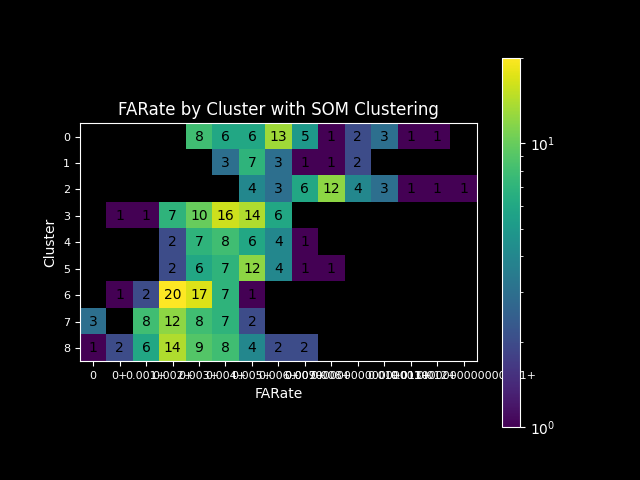 FARate by Cluster with SOM Clustering
0 8 6 6 13 5 1 2 3 1 1
1 3 7 3 1 1 2
2 4 3 6 12 4 3 1 1 1
3 1 1 7 10 16 14 6
4 2 7 8 6 4 1
5 2 6 7 12 4 1 1
6 1 2 20 17 7 1
7 3 8 12 8 7 2
8 1 2 6 14 9 8 4 2 2
Cluster
0 0+
FARate
10¹
10⁰